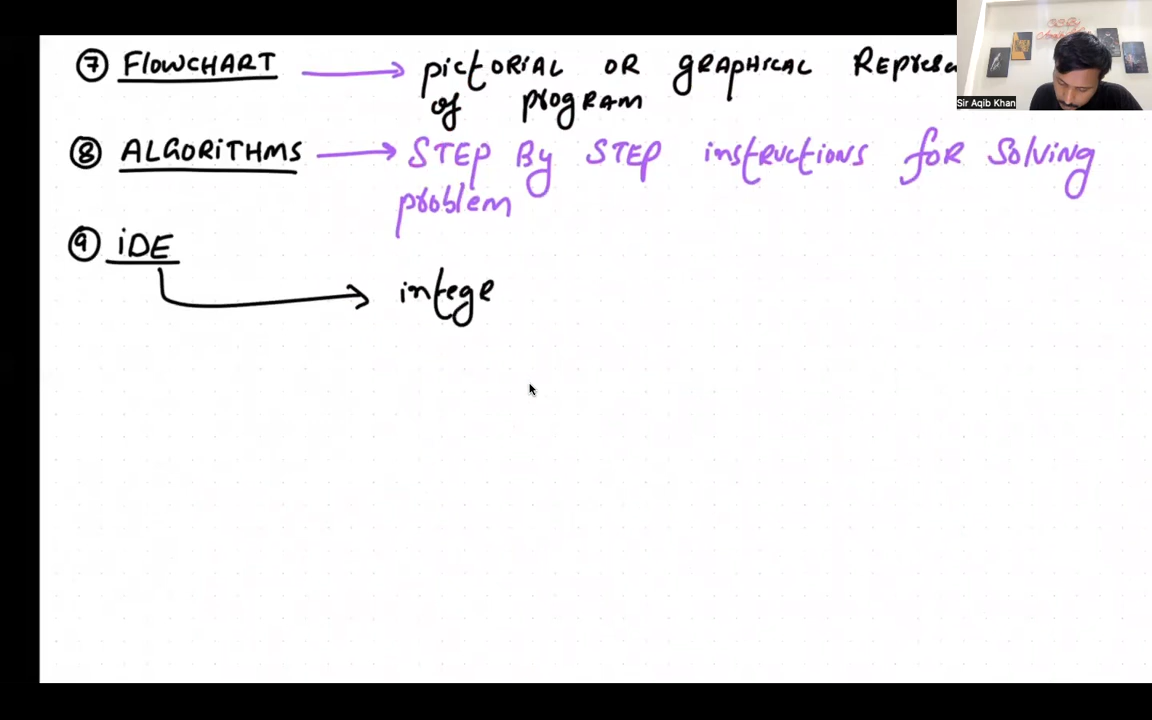 7 FLOWCHART → pictORIAL OR gRAPHICAL
of program
8 ALGORITHMS → STEP By STEP instructions for Solving
problem
9 iDE
→ intege
Sir Aqib Khan